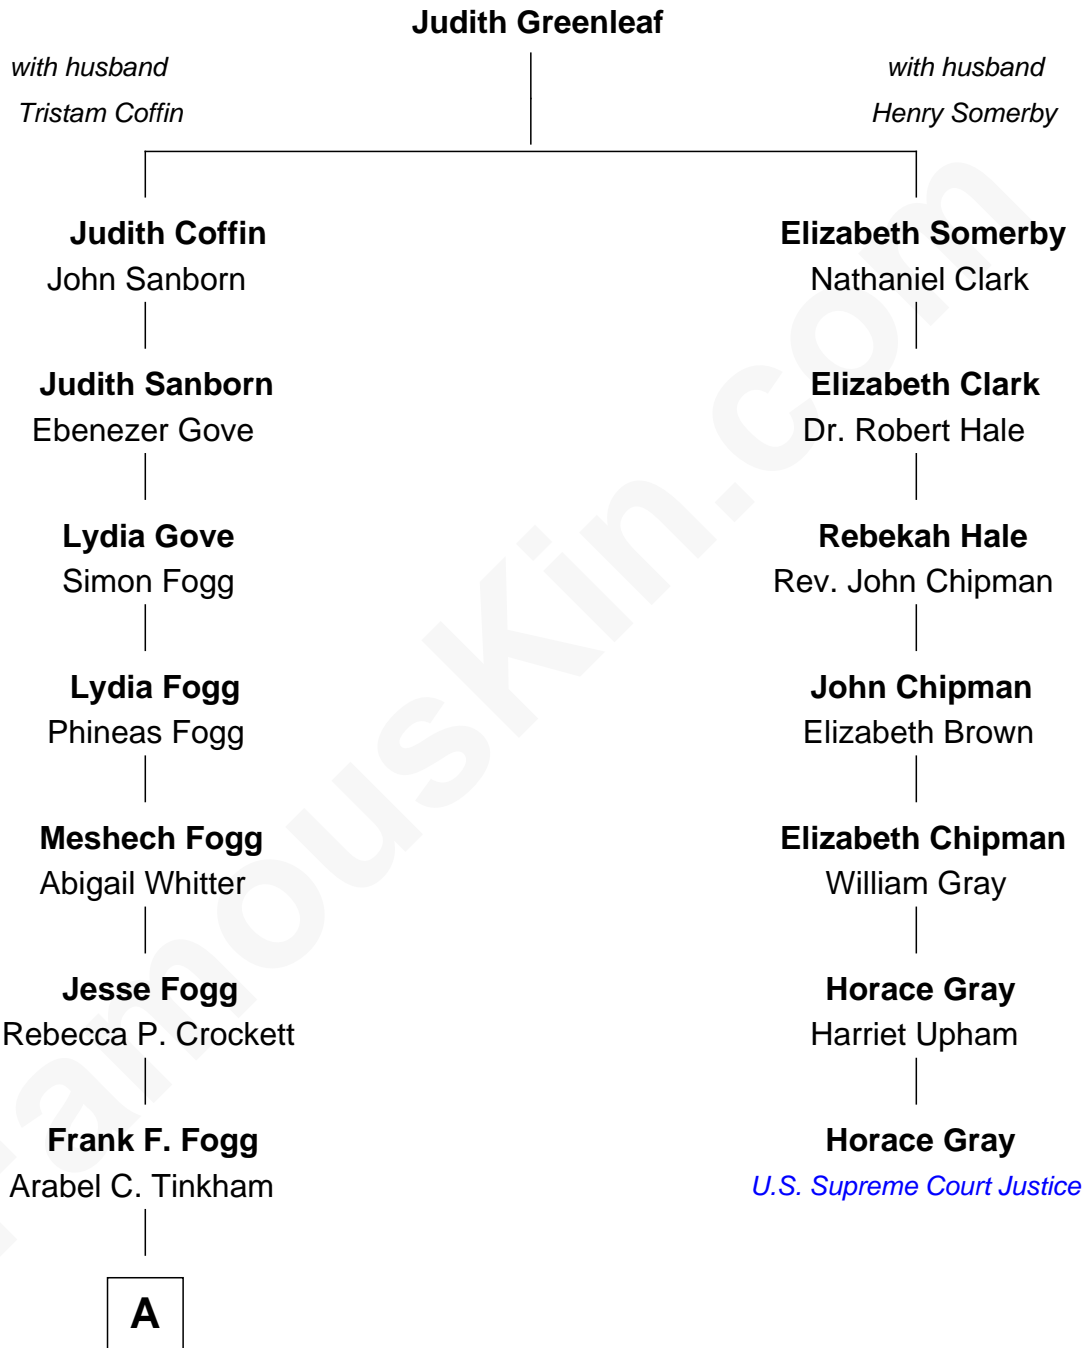 Judith Greenleaf
with husband
Tristam Coffin
with husband
Henry Somerby
Judith Coffin
John Sanborn
Elizabeth Somerby
Nathaniel Clark
Judith Sanborn
Ebenezer Gove
Elizabeth Clark
Dr. Robert Hale
Lydia Gove
Simon Fogg
Rebekah Hale
Rev. John Chipman
Lydia Fogg
Phineas Fogg
John Chipman
Elizabeth Brown
Meshech Fogg
Abigail Whitter
Elizabeth Chipman
William Gray
Jesse Fogg
Rebecca P. Crockett
Horace Gray
Harriet Upham
Frank F. Fogg
Arabel C. Tinkham
Horace Gray
U.S. Supreme Court Justice
A
FamousKin.com